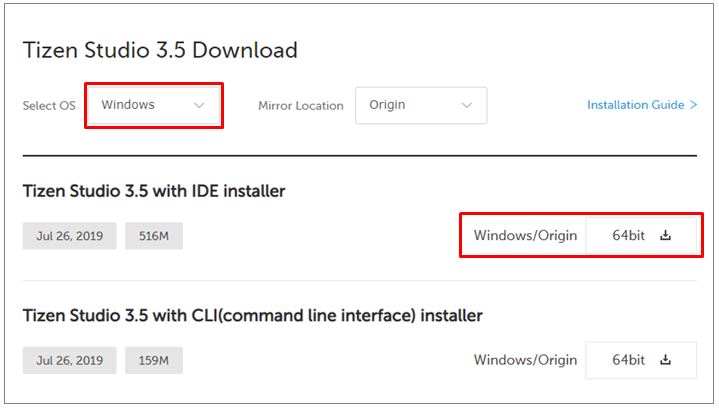 Tizen Studio 3.5 Download
Select OS Windows Mirror Location Origin Installation Guide >
Tizen Studio 3.5 with IDE installer
Jul 26, 2019 516M Windows/Origin 64bit
Tizen Studio 3.5 with CLI(command line interface) installer
Jul 26, 2019 159M Windows/Origin 64bit